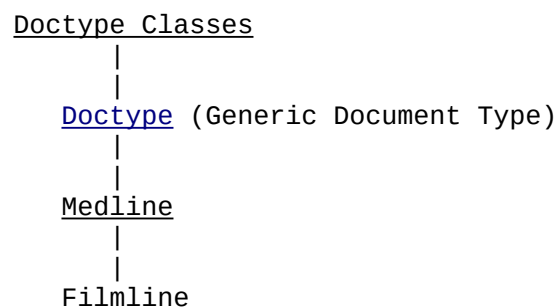 Doctype Classes
|
|
Doctype (Generic Document Type)
|
|
Medline
|
|
Filmline